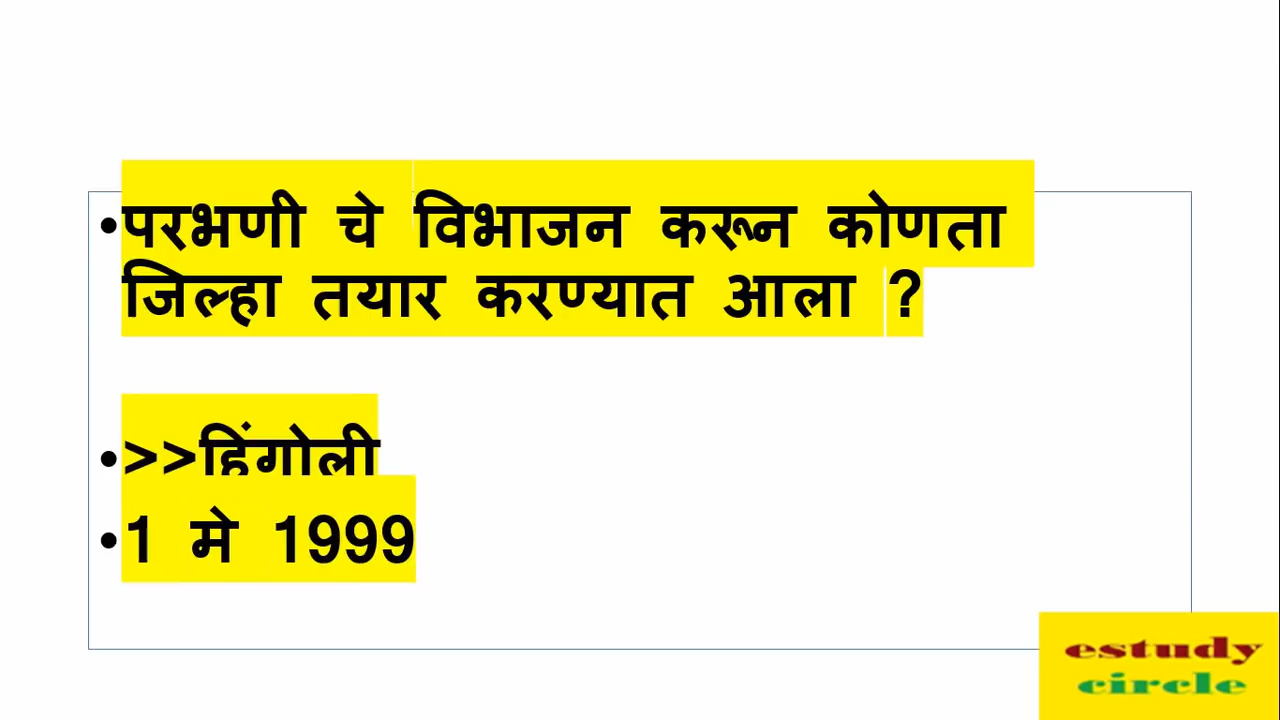 •परभणी चे विभाजन करून कोणता
जिल्हा तयार करण्यात आला ?
•>>हिंगोली
•1 मे 1999
estudy
circle